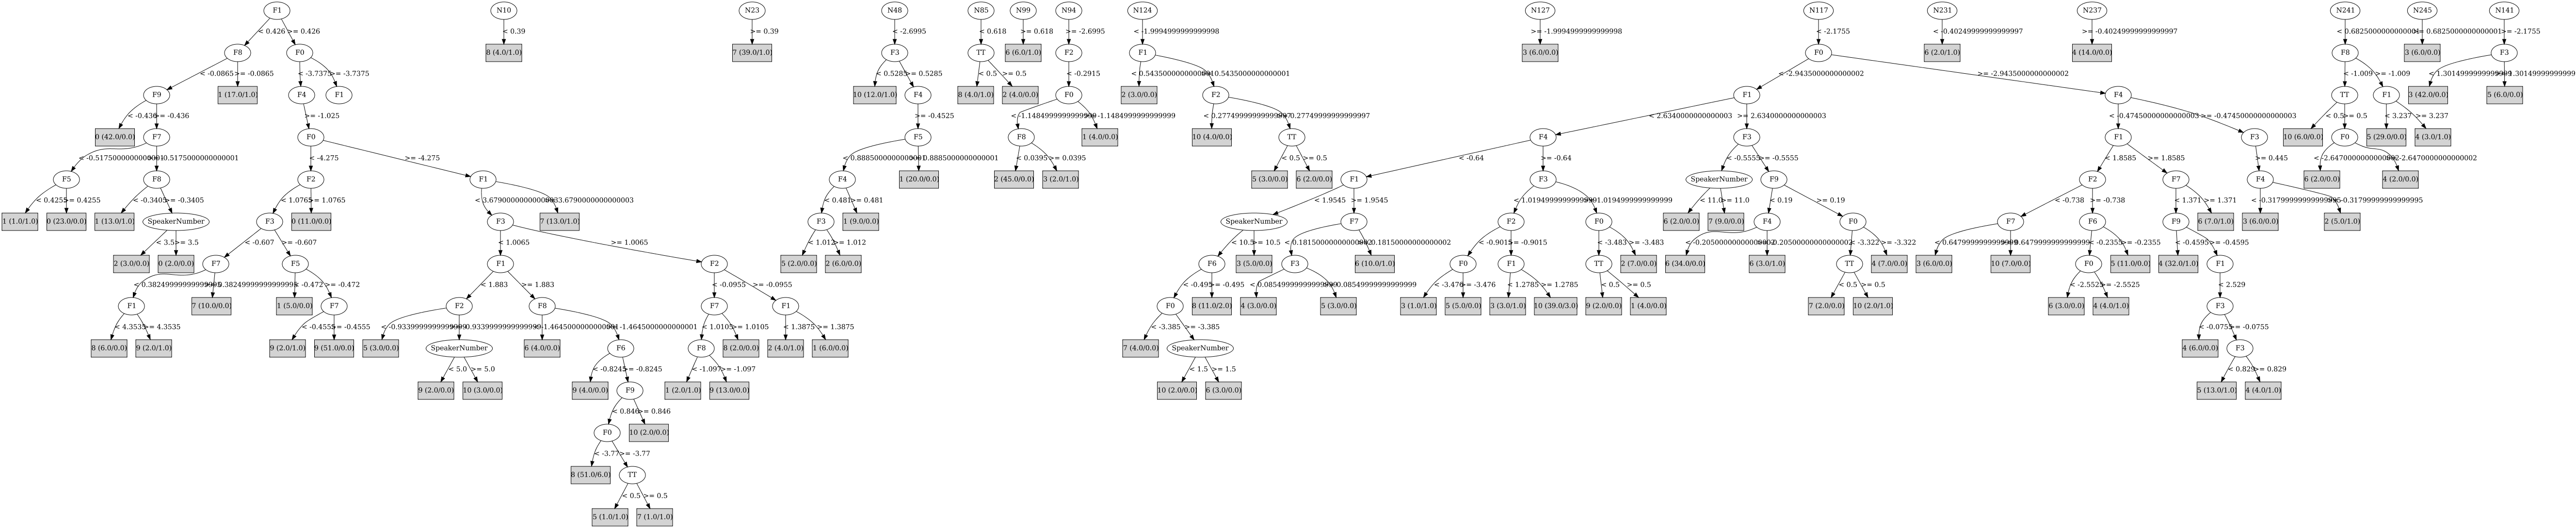 F1 N10 N23 N48 N85 N99 N94 N124 N127 N117 N231 N237 N241 N245 N141
< 0.426 >= 0.426 < 0.39 >= 0.39 < -2.6995 < 0.618 >= 0.618 >= -2.6995 < -1.9994999999999998 >= -1.9994999999999998 < -2.1755 < -0.40249999999999997 >= -0.40249999999999997 < 0.6825000000000001 >= 0.6825000000000001 >= -2.1755
F8 F0 8 (4.0/1.0) 7 (39.0/1.0) F3 TT 6 (6.0/1.0) F2 F1 3 (6.0/0.0) F0 6 (2.0/1.0) 4 (14.0/0.0) F8 3 (6.0/0.0) F3
< -0.0865 >= -0.0865 < -3.7375 >= -3.7375 < 0.5285 >= 0.5285 < 0.5 >= 0.5 < -0.2915 < 0.5435000000000001 >= 0.5435000000000001 < -2.9435000000000002 >= -2.9435000000000002 < -1.009 >= -1.009
F9 1 (17.0/1.0) F4 F1 10 (12.0/1.0) F4 8 (4.0/1.0) 2 (4.0/0.0) F0 2 (3.0/0.0) F2 F1 F4 TT F1 3 (42.0/0.0) 5 (6.0/0.0)
< -0.436 >= -0.436 >= -1.025 >= -0.4525 < -1.1484999999999999 >= -1.1484999999999999 < 0.27749999999999997 >= 0.27749999999999997 < 2.6340000000000003 >= 2.6340000000000003 < -0.47450000000000003 >= -0.47450000000000003 < 0.5 >= 0.5 < 3.237 >= 3.237
0 (42.0/0.0) F7 F0 F5 F8 1 (4.0/0.0) 10 (4.0/0.0) TT F4 F3 F1 F3 10 (6.0/0.0) F0 5 (29.0/0.0) 4 (3.0/1.0)
< -0.5175000000000001 >= -0.5175000000000001 < -4.275 >= -4.275 < 0.8885000000000001 >= 0.8885000000000001 < 0.0395 >= 0.0395 < 0.5 >= 0.5 < -0.64 >= -0.64 < -0.5555 >= -0.5555 < 1.8585 >= 1.8585 >= 0.445 < -2.6470000000000002 >= -2.6470000000000002
F5 F8 F2 F1 F4 1 (20.0/0.0) 2 (45.0/0.0) 3 (2.0/1.0) 5 (3.0/0.0) 6 (2.0/0.0) F1 F3 SpeakerNumber F9 F2 F7 F4 6 (2.0/0.0) 4 (2.0/0.0)
< 0.425 >= 0.4255 < -0.3405 >= -0.3405 < 1.0765 >= 1.0765 < 3.6790000000000003 >= 3.6790000000000003 < 0.481 >= 0.481 < 1.9545 >= 1.9545 < 1.0194999999999999 >= 1.0194999999999999 < 11.0 >= 11.0 < 0.19 >= 0.19 < -0.738 >= -0.738 < 1.371 >= 1.371 < -0.31799999999999995 >= -0.31799999999999995
1 (1.0/1.0) 0 (23.0/0.0) 1 (13.0/1.0) SpeakerNumber F3 0 (11.0/0.0) F3 7 (13.0/1.0) F3 1 (9.0/0.0) SpeakerNumber F7 F2 F0 6 (2.0/0.0) 7 (9.0/0.0) F4 F0 F7 F6 F9 6 (7.0/1.0) 3 (6.0/0.0) 2 (5.0/1.0)
< 3.5 >= 3.5 < -0.607 >= -0.607 < 1.0065 >= 1.0065 < 1.012 >= 1.012 < 10.5 >= 10.5 < 0.18150000000000002 >= 0.18150000000000002 < -0.9015 >= -0.9015 < -3.483 >= -3.483 < -0.20500000000000002 >= -0.20500000000000002 < -3.322 >= -3.322 < 0.6479999999999999 >= 0.6479999999999999 < -0.2355 >= -0.2355 < -0.4595 >= -0.4595
2 (3.0/0.0) 0 (2.0/0.0) F7 F5 F1 F2 5 (2.0/0.0) 2 (6.0/0.0) F6 3 (5.0/0.0) F3 6 (10.0/1.0) F0 F1 TT 2 (7.0/0.0) 6 (34.0/0.0) 6 (3.0/1.0) TT 4 (7.0/0.0) 3 (6.0/0.0) 10 (7.0/0.0) F0 5 (11.0/0.0) 4 (32.0/1.0) F1
< -0.472 >= -0.472 < 1.883 >= 1.883 < -0.0955 >= -0.0955 < -0.495 >= -0.495 < -3.476 >= -3.476 < 1.2785 >= 1.2785 < 0.5 >= 0.5 < 0.5 >= 0.5 < -2.5525 >= -2.5525 < 2.529
F1 7 (10.0/0.0) 1 (5.0/0.0) F7 F2 F8 F7 F1 F0 8 (11.0/2.0) 4 (3.0/0.0) 5 (3.0/0.0) 3 (1.0/1.0) 5 (5.0/0.0) 3 (3.0/1.0) 10 (39.0/3.0) 9 (2.0/0.0) 1 (4.0/0.0) 7 (2.0/0.0) 10 (2.0/1.0) 6 (3.0/0.0) 4 (4.0/1.0) F3
< 4.3535 >= 4.3535 < -0.4555 >= -0.4555 < 1.0105 >= 1.0105 < 1.3875 >= 1.3875 < -3.385 >= -3.385 < -0.0755 >= -0.0755
8 (6.0/0.0) 9 (2.0/1.0) 9 (2.0/1.0) 9 (51.0/0.0) 5 (3.0/0.0) SpeakerNumber 6 (4.0/0.0) F6 F8 8 (2.0/0.0) 2 (4.0/1.0) 1 (6.0/0.0) 7 (4.0/0.0) SpeakerNumber 4 (6.0/0.0) F3
< 5.0 >= 5.0 < -0.8245 >= -0.8245 < -1.097 >= -1.097 < 1.5 >= 1.5 < 0.829 >= 0.829
9 (2.0/0.0) 10 (3.0/0.0) 9 (4.0/0.0) F9 1 (2.0/1.0) 9 (13.0/0.0) 10 (2.0/0.0) 6 (3.0/0.0) 5 (13.0/1.0) 4 (4.0/1.0)
< 0.846 >= 0.846
F0 10 (2.0/0.0)
< -3.77 >= -3.77
8 (51.0/6.0) TT
< 0.5 >= 0.5
5 (1.0/1.0) 7 (1.0/1.0)